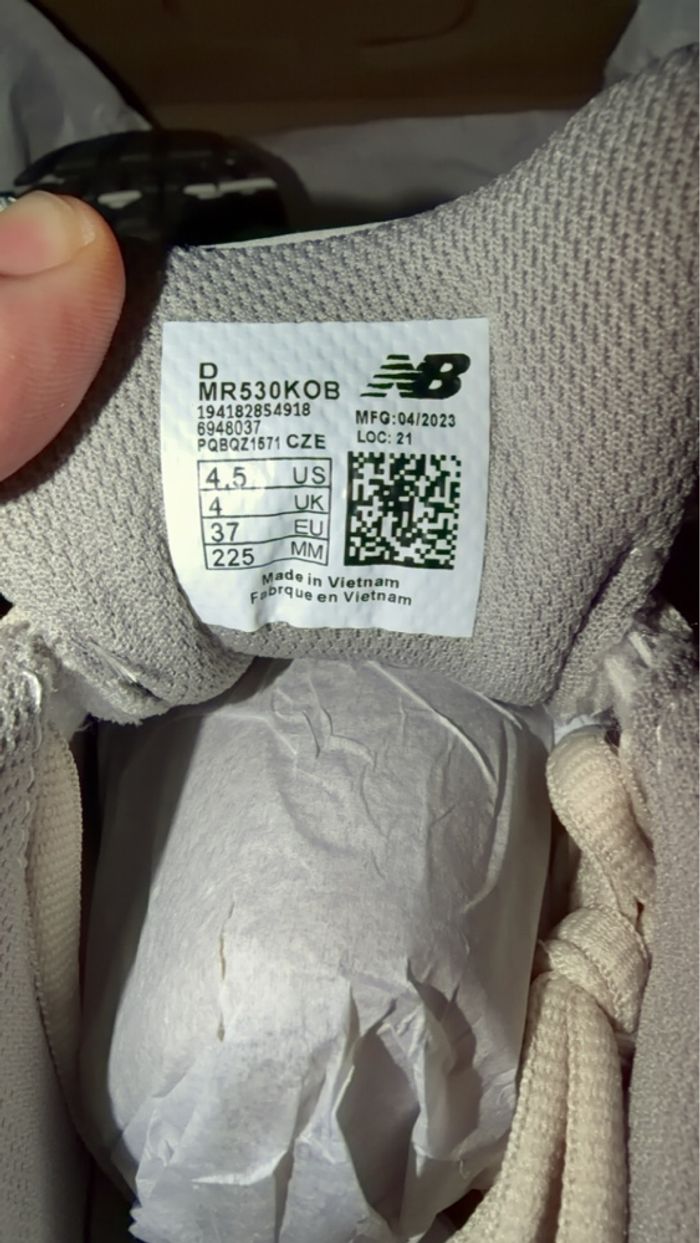 D
MR530KOB
194182854918
6948037
PQBQZ1571 CZE
NB
MFG:04/2023
LOC: 21
4.5 US
4 UK
37 EU
225 MM
Made in Vietnam
Fabrque en Vietnam